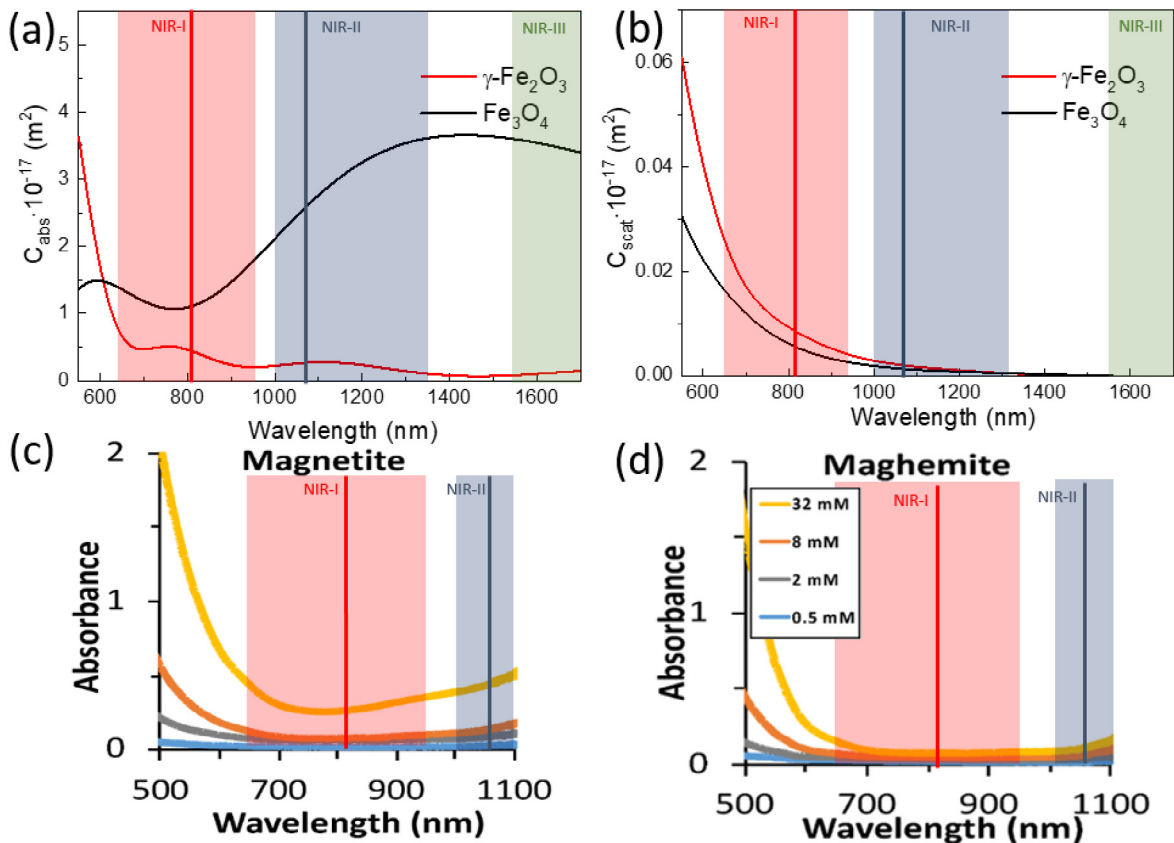 (a)
NIR-I
NIR-II
NIR-III
γ-Fe₂O₃
Fe₃O₄
C_abs·10⁻¹⁷ (m²)
5
4
3
2
1
0
600 800 1000 1200 1400 1600
Wavelength (nm)
(b)
NIR-I
NIR-II
NIR-III
γ-Fe₂O₃
Fe₃O₄
C_scat·10⁻¹⁷ (m²)
0.06
0.04
0.02
0.00
600 800 1000 1200 1400 1600
Wavelength (nm)
(c)
Magnetite
NIR-I
NIR-II
Absorbance
2
1
0
500 700 900 1100
Wavelength (nm)
(d)
Maghemite
NIR-I
NIR-II
32 mM
8 mM
2 mM
0.5 mM
Absorbance
2
1
0
500 700 900 1100
Wavelength (nm)